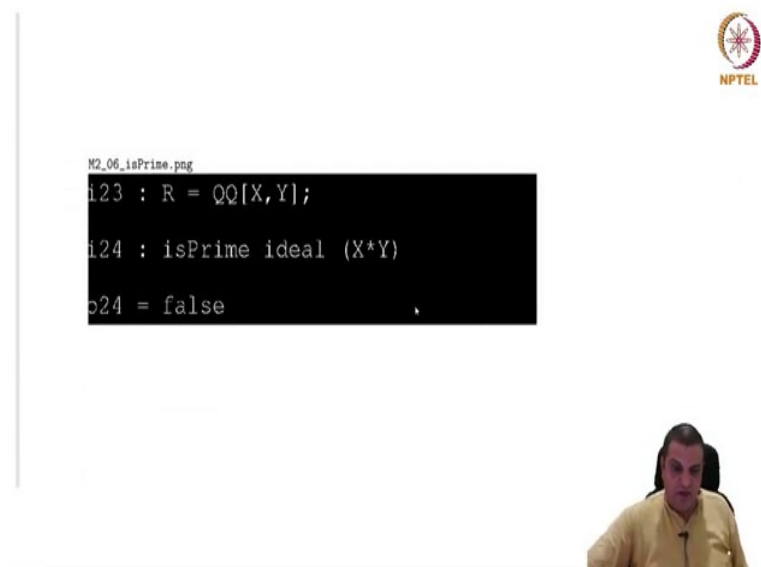 NPTEL
M2_06_isPrime.png
i23 : R = QQ[X,Y];
i24 : isPrime ideal (X*Y)
o24 = false